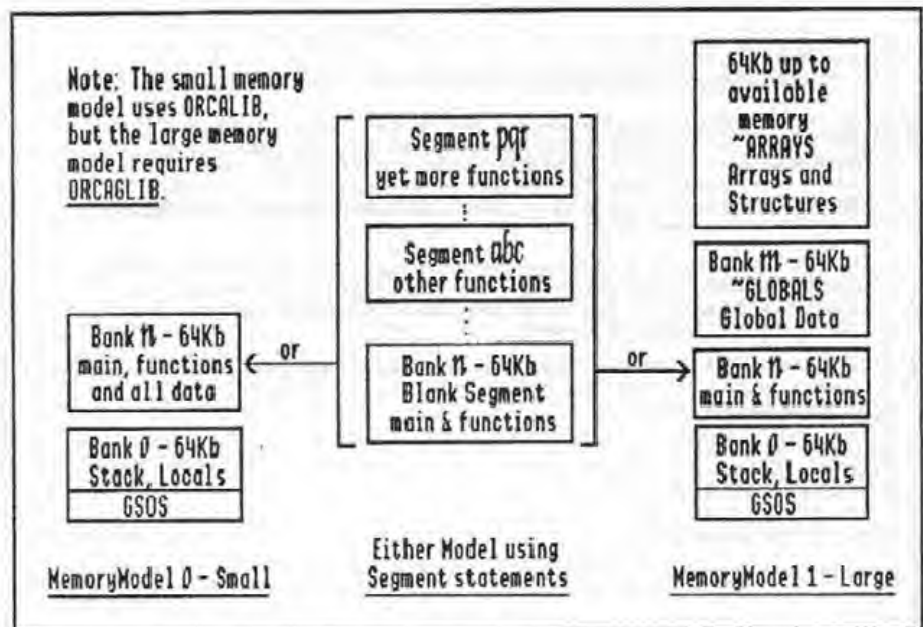 Note: The small memory
model uses ORCALIB,
but the large memory
model requires
ORCAGLIB.
Bank n - 64Kb
main, functions
and all data
Bank 0 - 64Kb
Stack, Locals
GSOS
MemoryModel 0 - Small
or
Segment pqr
yet more functions
Segment abc
other functions
Bank n - 64Kb
Blank Segment
main & functions
Either Model using
Segment statements
or
64Kb up to
available
memory
~ARRAYS
Arrays and
Structures
Bank m - 64Kb
~GLOBALS
Global Data
Bank n - 64Kb
main & functions
Bank 0 - 64Kb
Stack, Locals
GSOS
MemoryModel 1 - Large